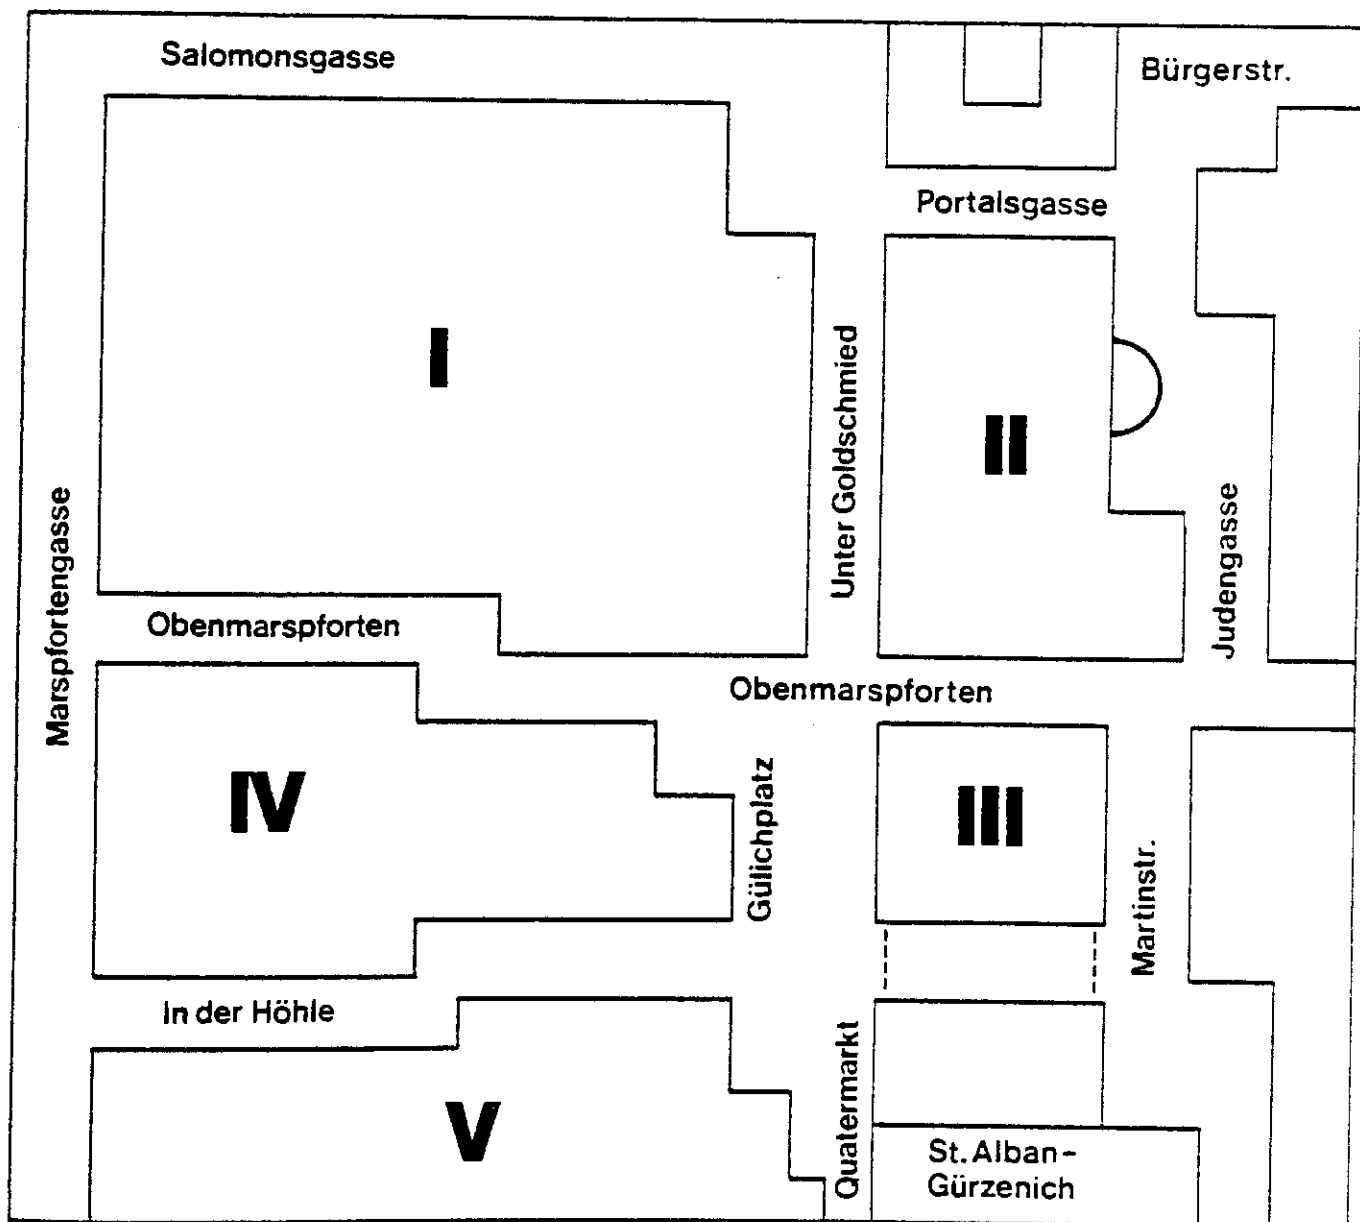 Salomonsgasse
Bürgerstr.
Portalsgasse
I
II
Unter Goldschmied
Judengasse
Marspfortengasse
Obenmarspforten
Obenmarspforten
IV
Gülichplatz
III
Martinstr.
in der Höhle
V
Quatermarkt
St. Alban-
Gürzenich